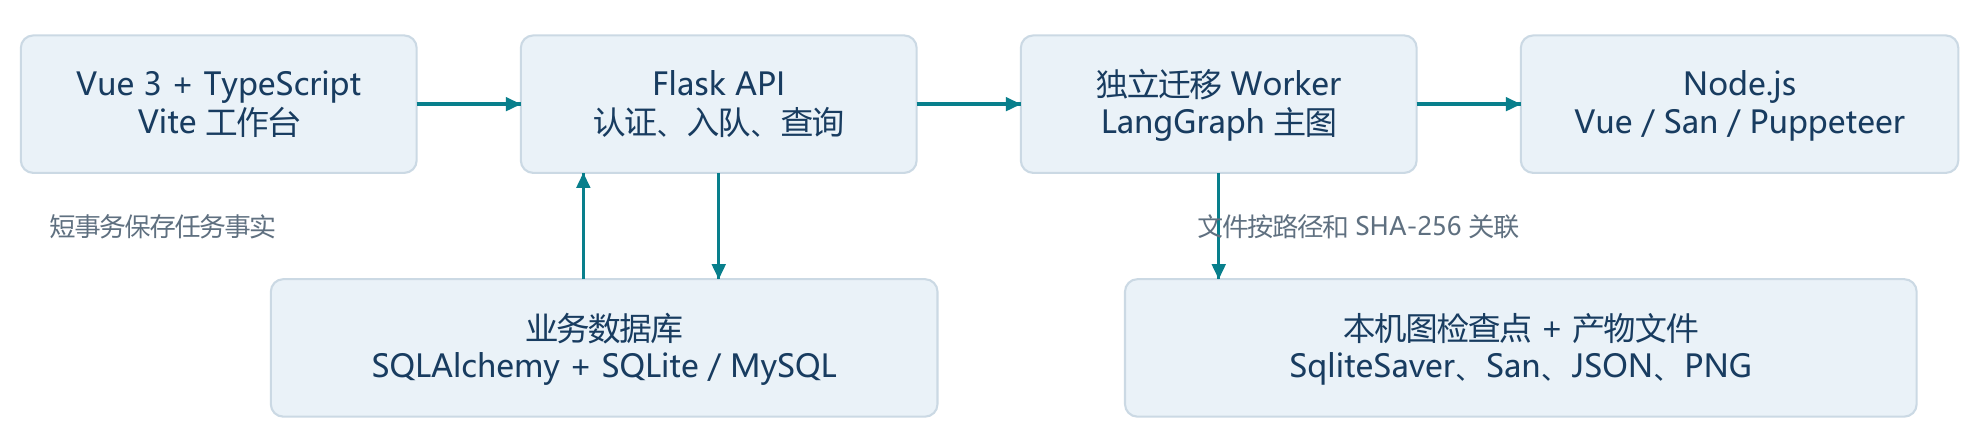 Vue 3 + TypeScript
Vite 工作台
Flask API
认证、入队、查询
独立迁移 Worker
LangGraph 主图
Node.js
Vue / San / Puppeteer
短事务保存任务事实
文件按路径和 SHA-256 关联
业务数据库
SQLAlchemy + SQLite / MySQL
本机图检查点 + 产物文件
SqliteSaver、San、JSON、PNG